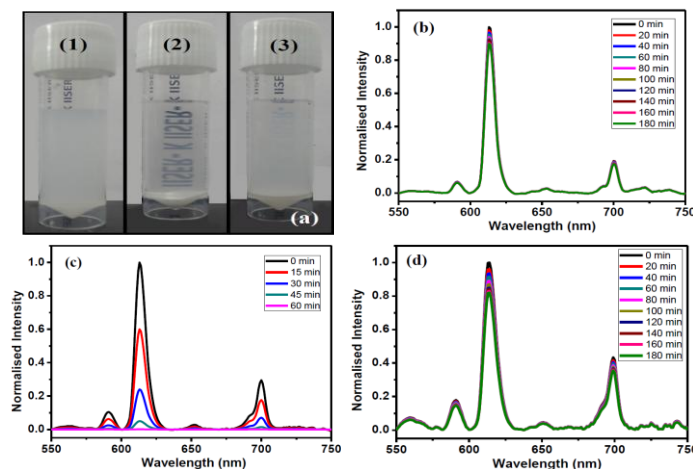 (1) (2) (3)
K IISER
K IISER
K IISER
IISER* K IISER* K
(a)
(b)
Normalised Intensity
1.0
0.8
0.6
0.4
0.2
0.0
550 600 650 700 750
Wavelength (nm)
0 min
20 min
40 min
60 min
80 min
100 min
120 min
140 min
160 min
180 min
(c)
Normalised Intensity
1.0
0.8
0.6
0.4
0.2
0.0
550 600 650 700 750
Wavelength (nm)
0 min
15 min
30 min
45 min
60 min
(d)
Normalised Intensity
1.0
0.8
0.6
0.4
0.2
0.0
550 600 650 700 750
Wavelength (nm)
0 min
20 min
40 min
60 min
80 min
100 min
120 min
140 min
160 min
180 min